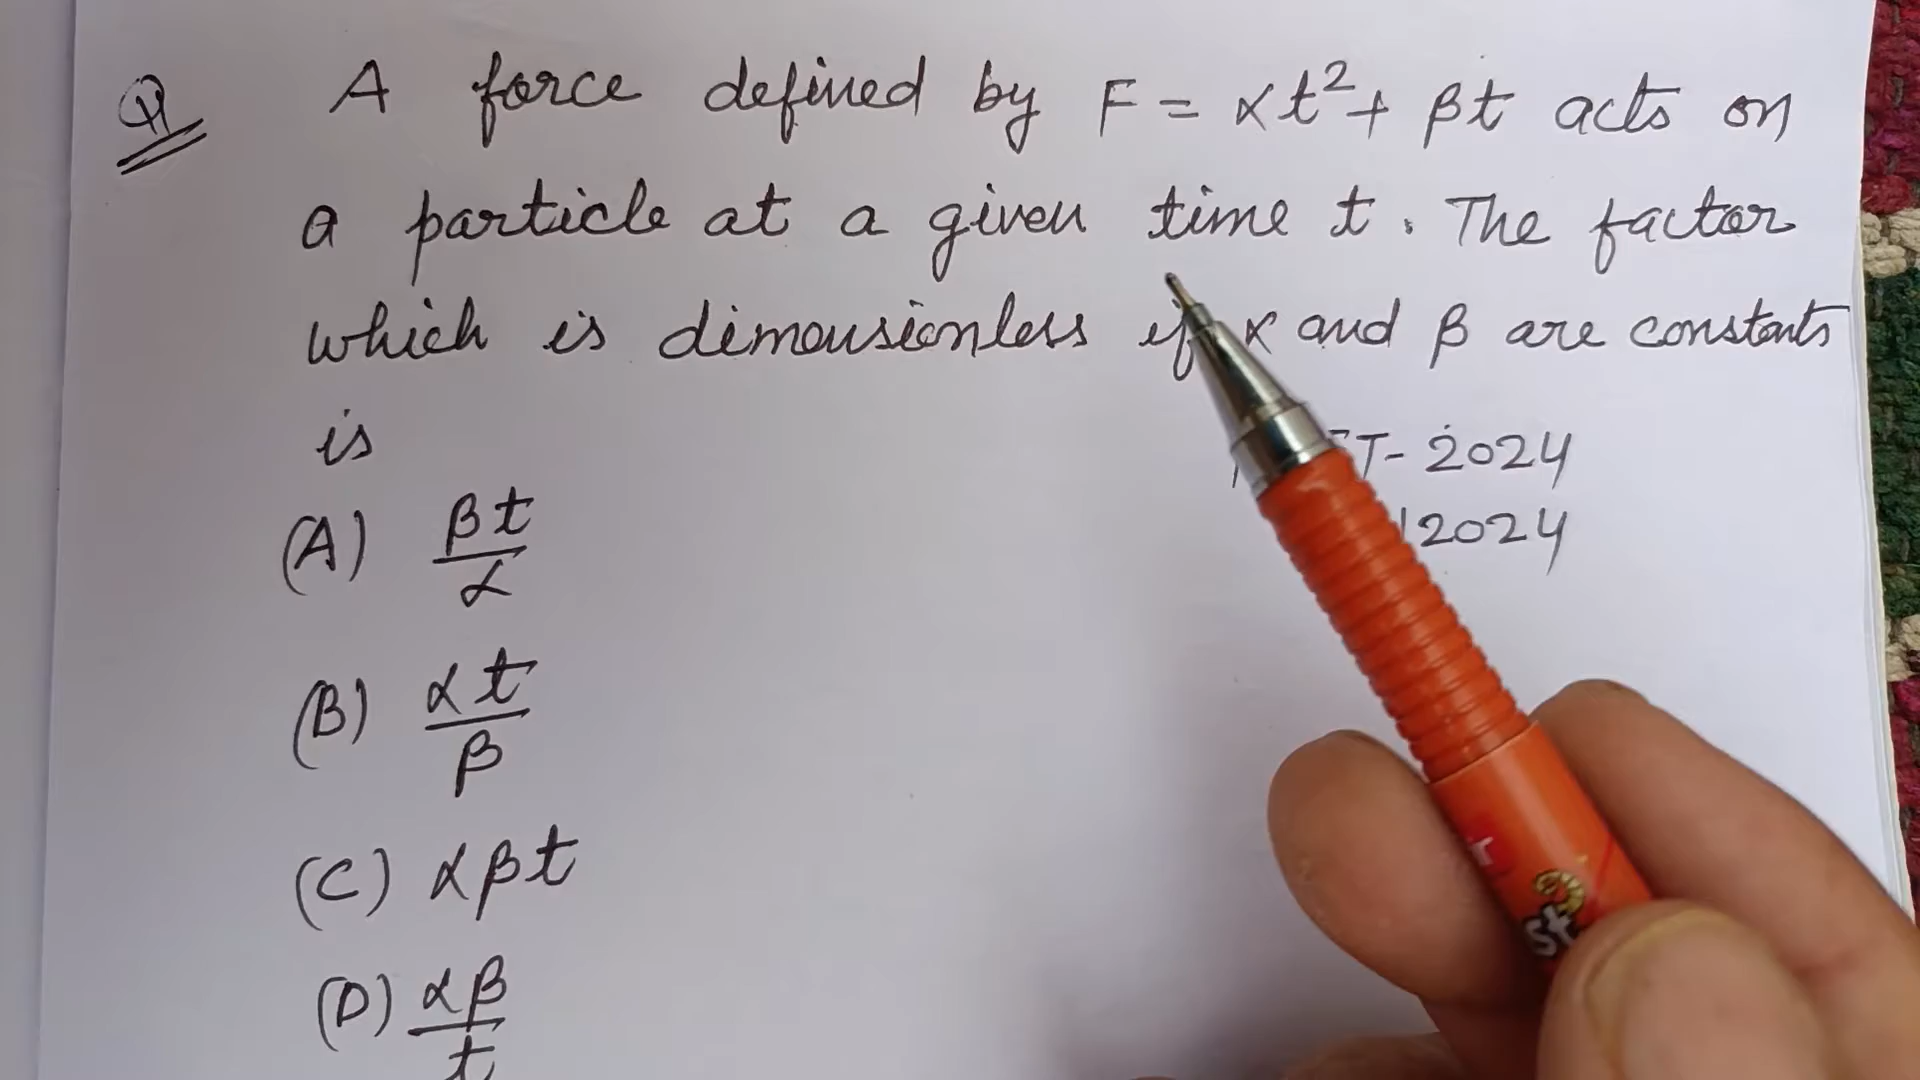 Q
A force defined by F = αt² + βt acts on
a particle at a given time t. The factor
which is dimensionless if α and β are constants
is
T-2024
2024
(A) βt/α
(B) αt/β
(C) αβt
(D) αβ/t
st